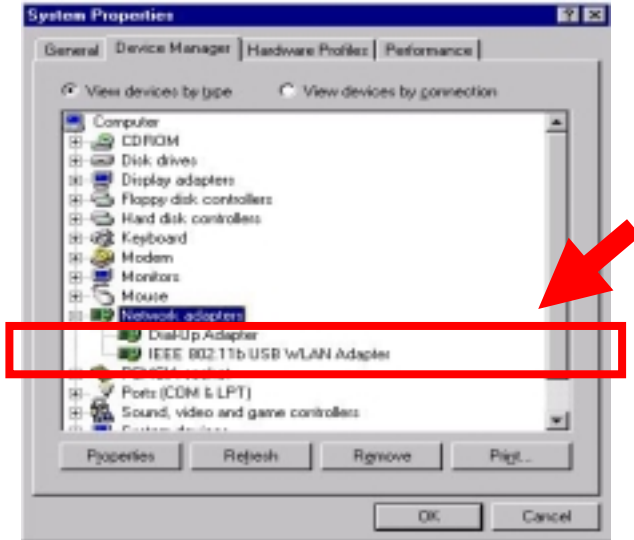 System Properties
General Device Manager Hardware Profiles Performance
View devices by type View devices by connection
Computer
CDROM
Disk drives
Display adapters
Floppy disk controllers
Hard disk controllers
Keyboard
Modem
Monitors
Mouse
Network adapters
Dial-Up Adapter
IEEE 802.11b USB WLAN Adapter
Ports (COM & LPT)
Sound, video and game controllers
Properties Refresh Remove Print...
OK Cancel